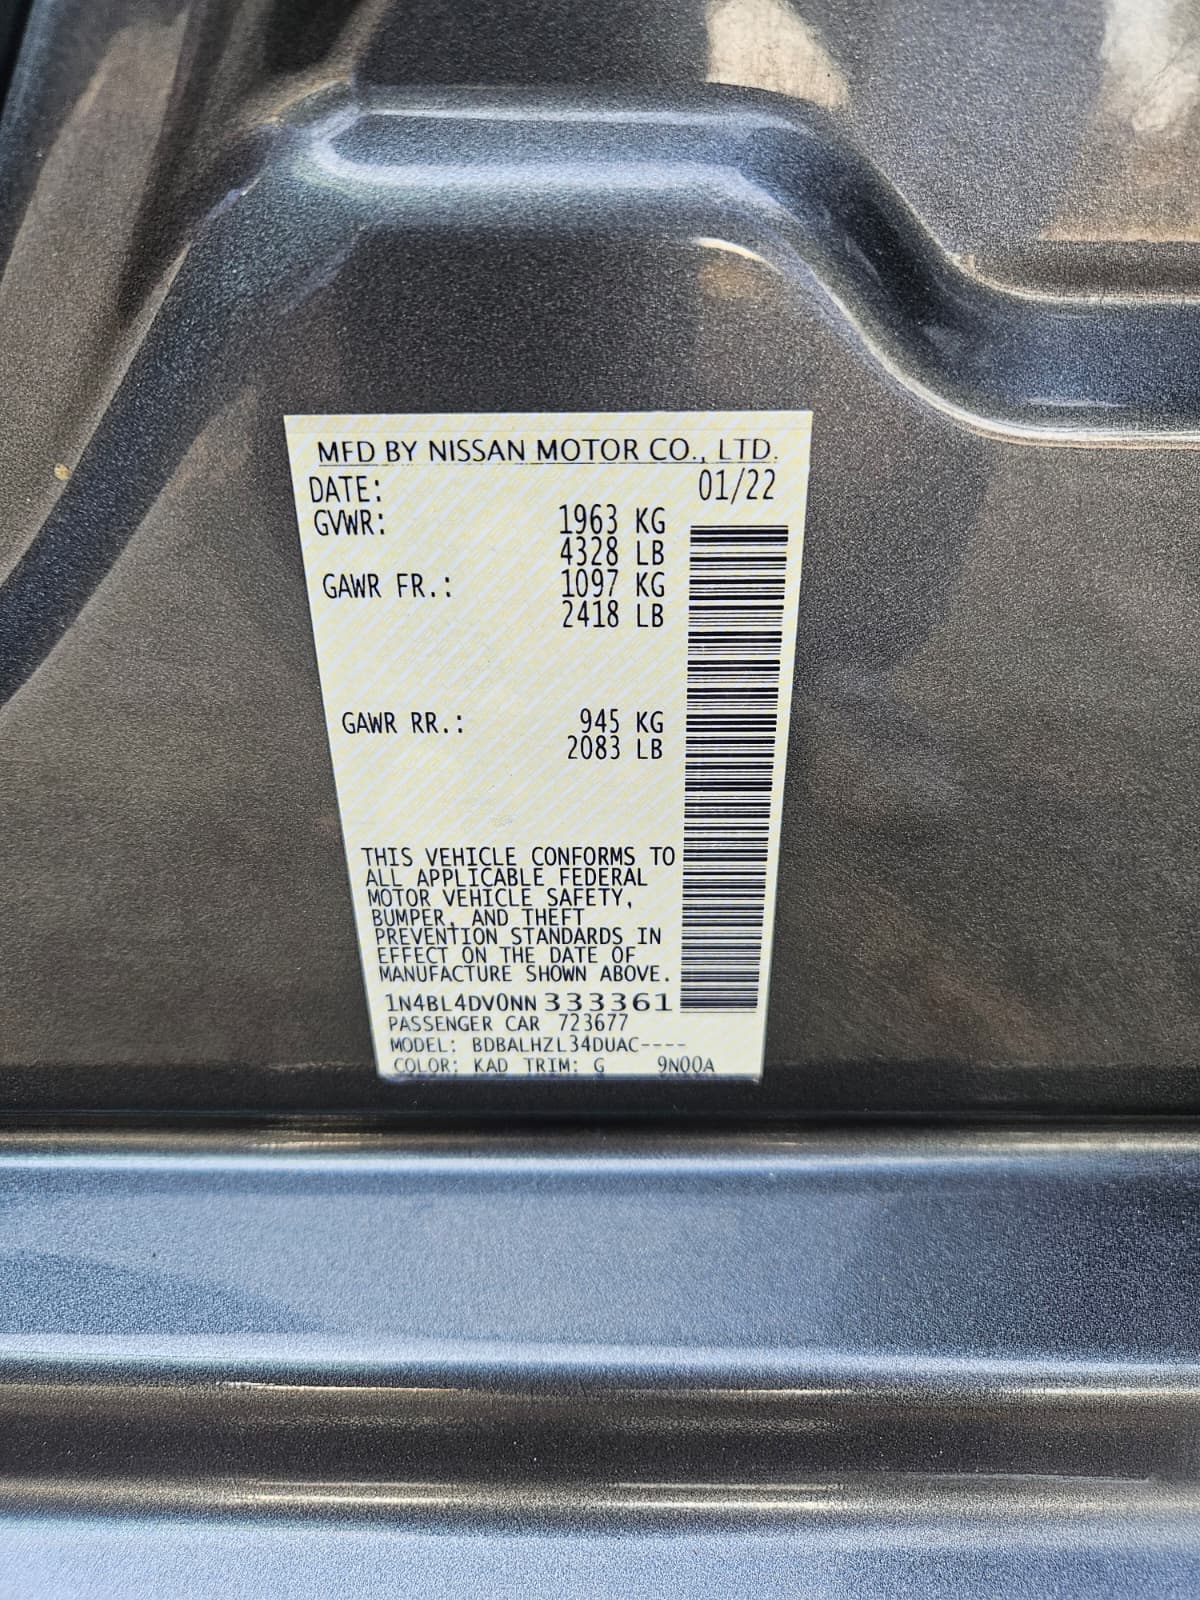 MFD BY NISSAN MOTOR CO., LTD.
DATE: 01/22
GVWR: 1963 KG
4328 LB
GAWR FR.: 1097 KG
2418 LB
GAWR RR.: 945 KG
2083 LB
THIS VEHICLE CONFORMS TO
ALL APPLICABLE FEDERAL
MOTOR VEHICLE SAFETY,
BUMPER, AND THEFT
PREVENTION STANDARDS IN
EFFECT ON THE DATE OF
MANUFACTURE SHOWN ABOVE.
1N4BL4DV0NN333361
PASSENGER CAR 723677
MODEL: BDBALHZL34DUAC----
COLOR: KAD TRIM: G 9N00A